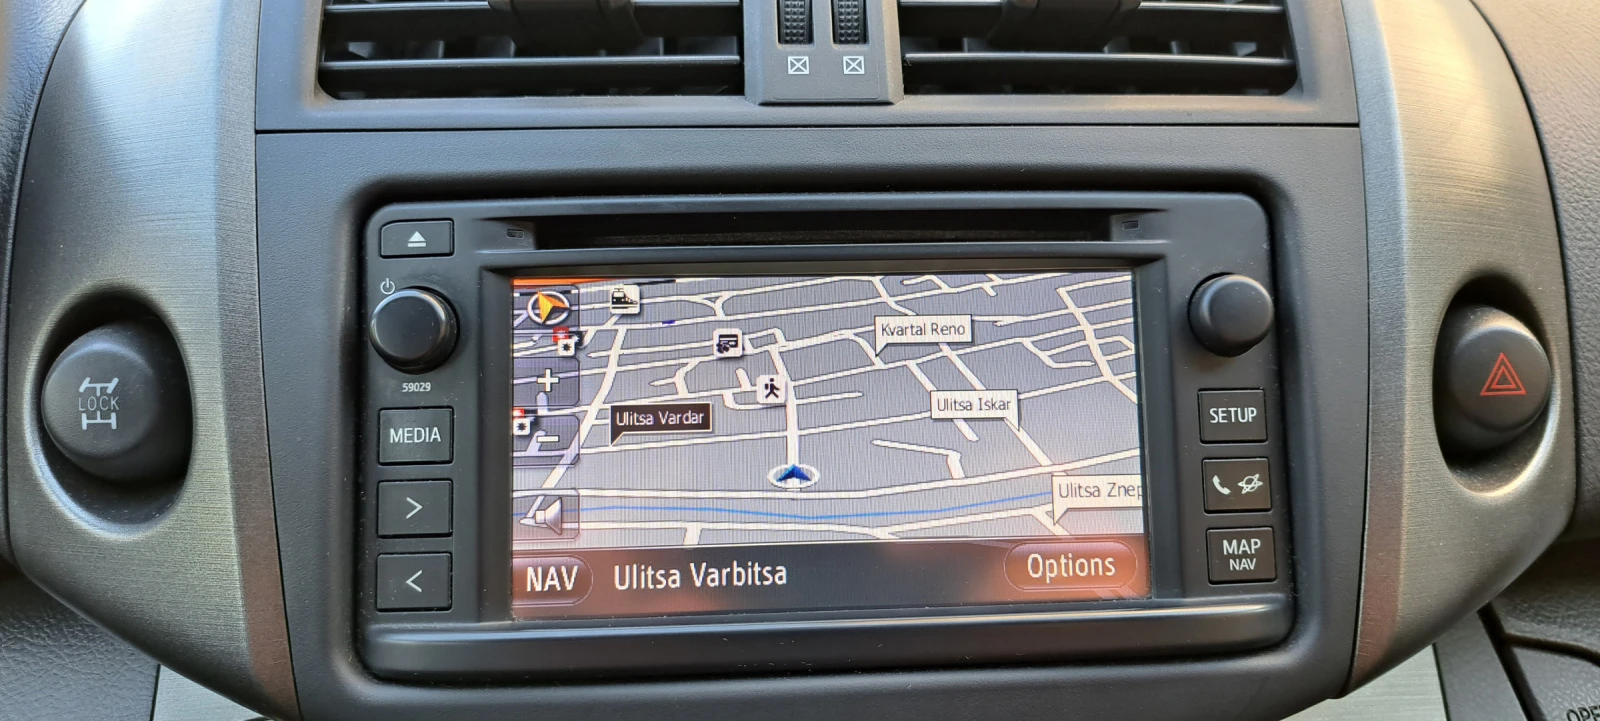 59029
LOCK
MEDIA
>
<
+
-
Kvartal Reno
Ulitsa Vardar
Ulitsa Iskar
Ulitsa Znep
NAV
Ulitsa Varbitsa
Options
SETUP
MAP
NAV